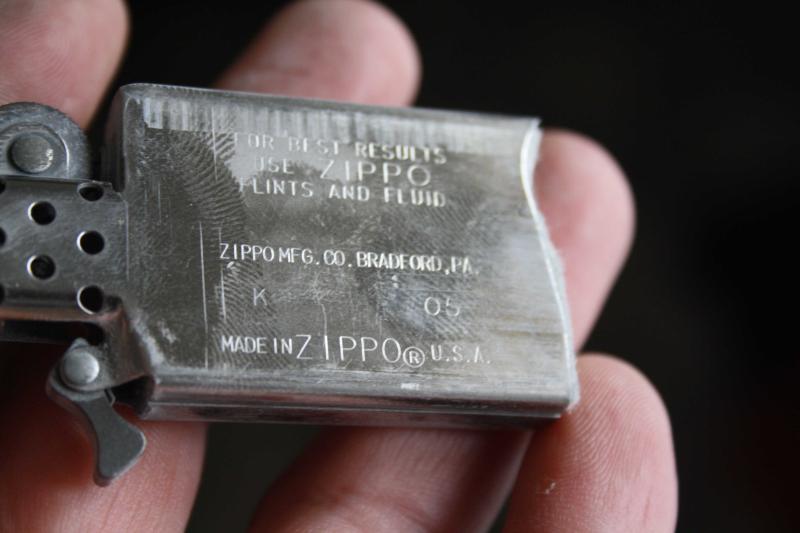 FOR BEST RESULTS
USE ZIPPO
FLINTS AND FLUID
ZIPPO MFG. CO. BRADFORD, PA.
K 05
MADE IN ZIPPO® U.S.A.